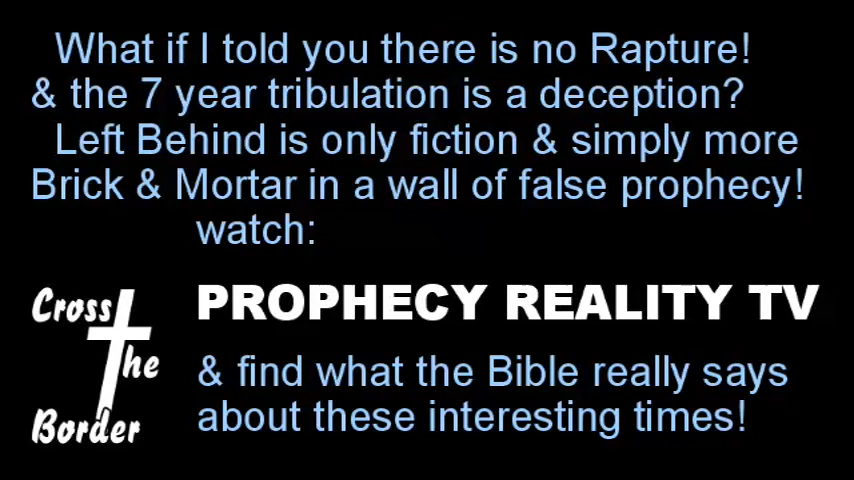 What if I told you there is no Rapture!
& the 7 year tribulation is a deception?
Left Behind is only fiction & simply more
Brick & Mortar in a wall of false prophecy!
watch:
PROPHECY REALITY TV
& find what the Bible really says
about these interesting times!
Cross
The
Border